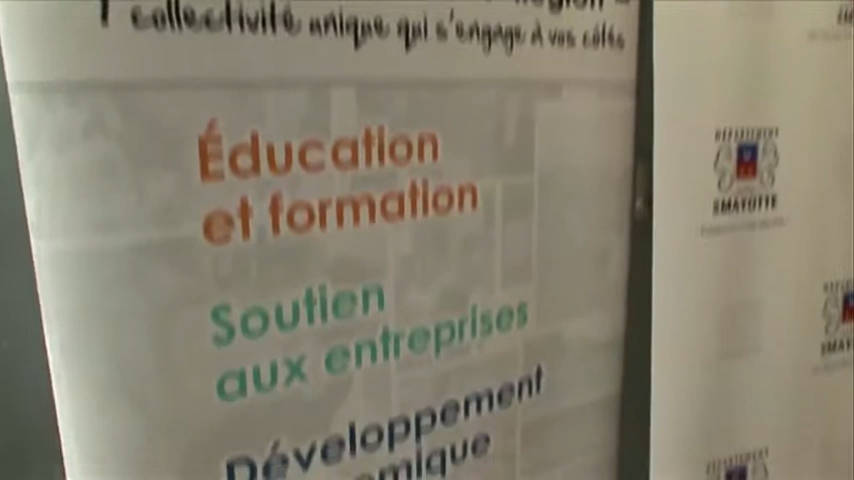 collectivité unique qui s'engage à vos côtés
Éducation
et formation
Soutien
aux entreprises
Développement
DÉPARTEMENT
MAYOTTE